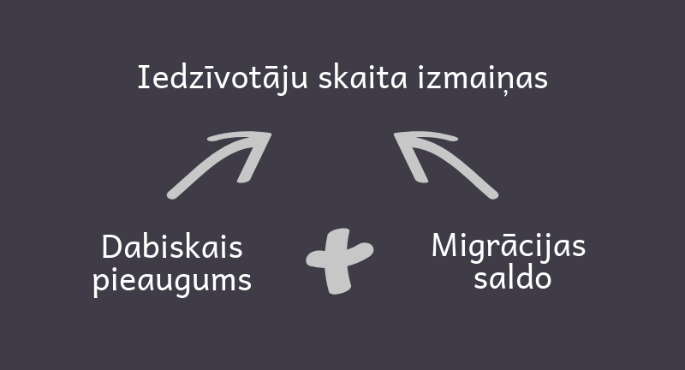 Iedzīvotāju skaita izmaiņas
Dabiskais
pieaugums
Migrācijas
saldo